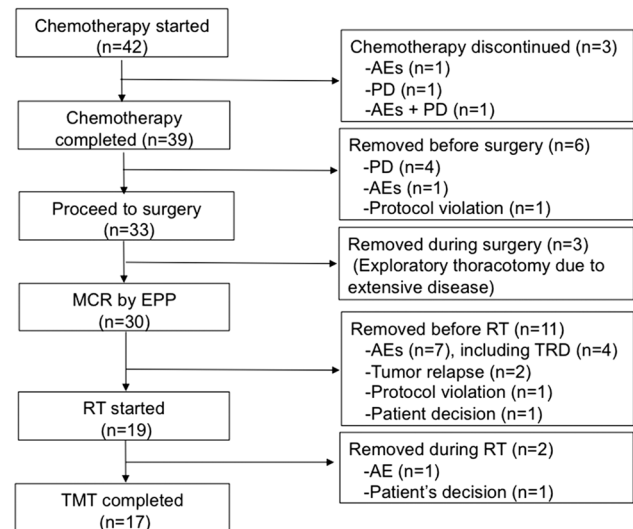 Chemotherapy started
(n=42)
Chemotherapy discontinued (n=3)
-AEs (n=1)
-PD (n=1)
-AEs + PD (n=1)
Chemotherapy
completed (n=39)
Removed before surgery (n=6)
-PD (n=4)
-AEs (n=1)
-Protocol violation (n=1)
Proceed to surgery
(n=33)
Removed during surgery (n=3)
(Exploratory thoracotomy due to
extensive disease)
MCR by EPP
(n=30)
Removed before RT (n=11)
-AEs (n=7), including TRD (n=4)
-Tumor relapse (n=2)
-Protocol violation (n=1)
-Patient decision (n=1)
RT started
(n=19)
Removed during RT (n=2)
-AE (n=1)
-Patient’s decision (n=1)
TMT completed
(n=17)